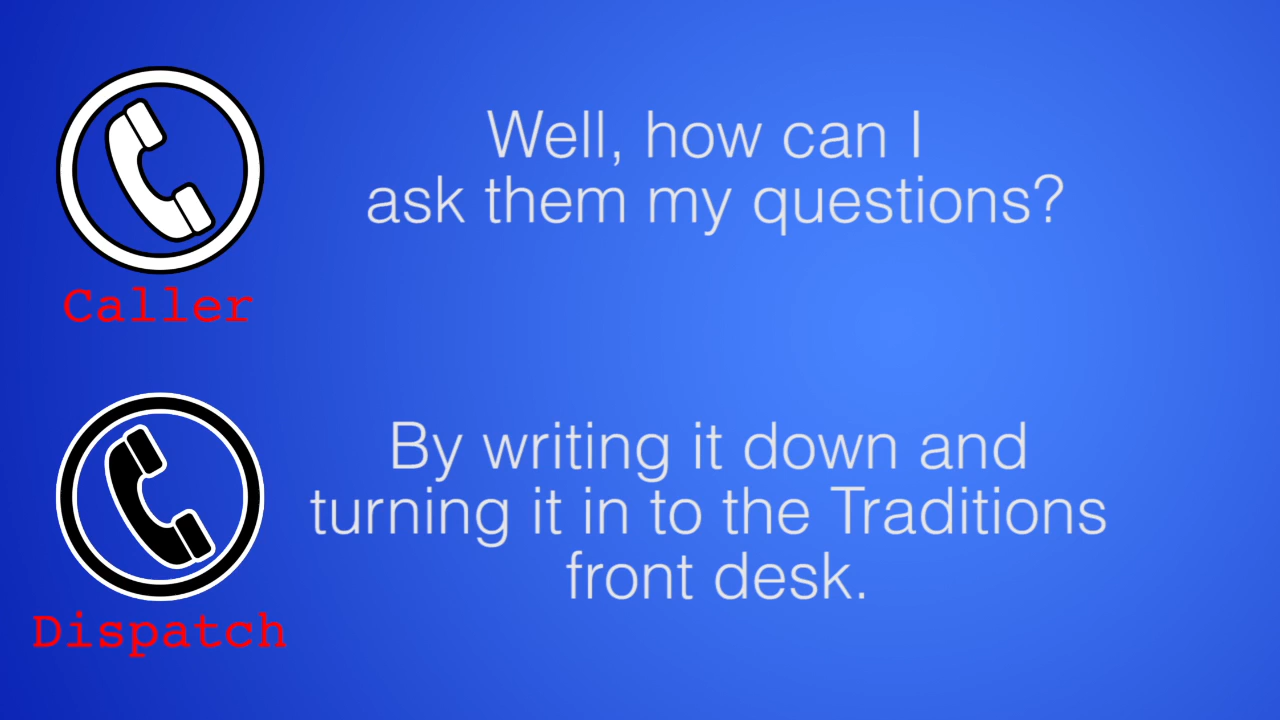 Well, how can I
ask them my questions?
Caller
By writing it down and
turning it in to the Traditions
front desk.
Dispatch